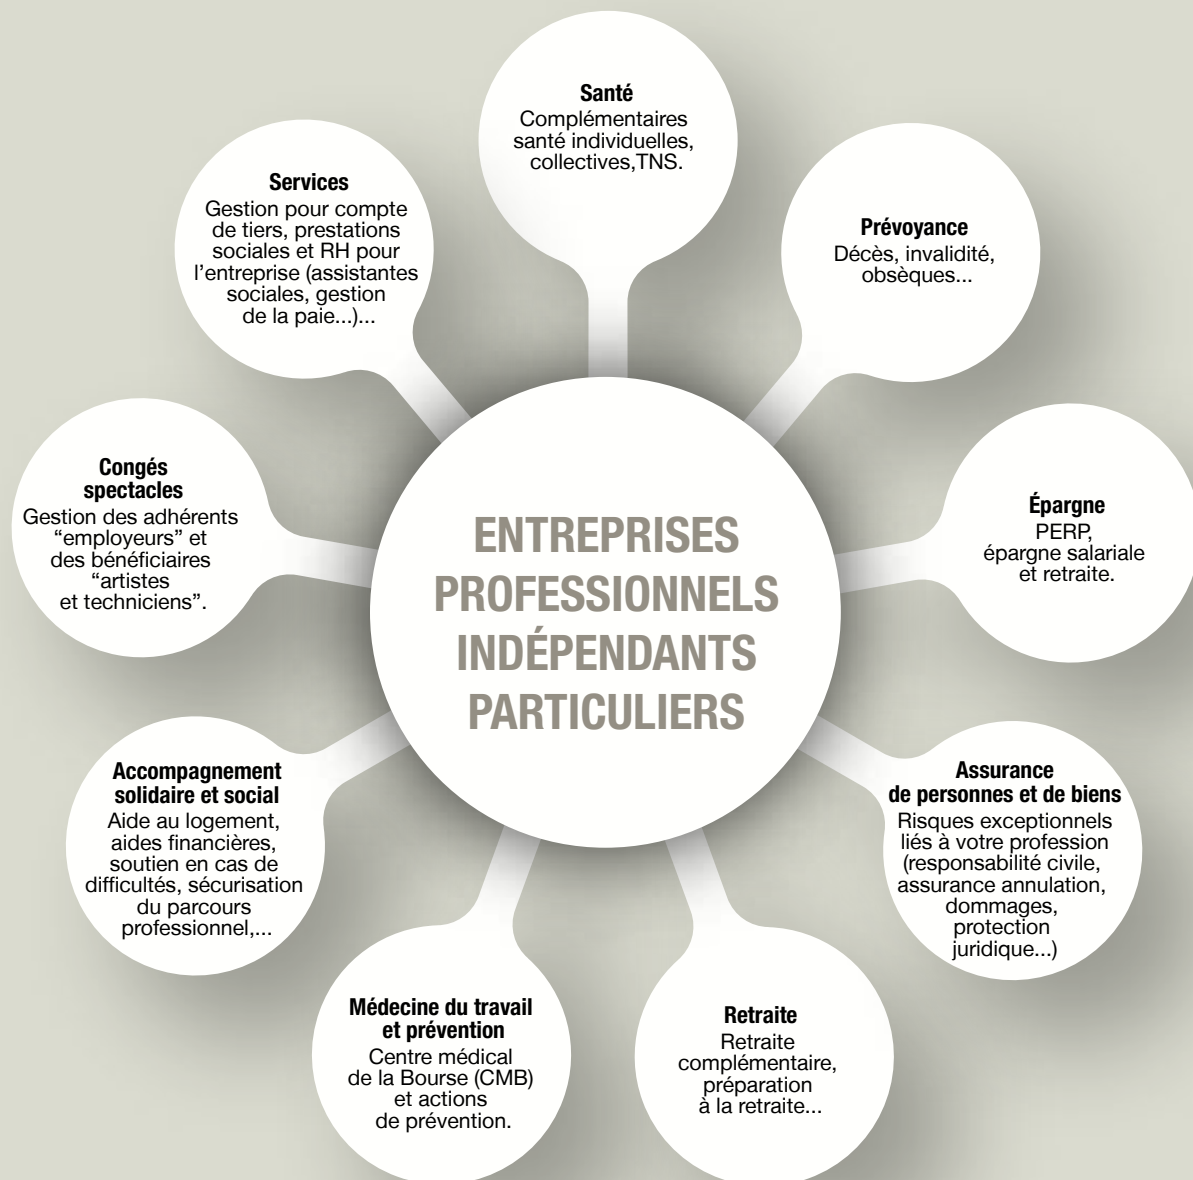 Santé
Complémentaires
santé individuelles,
collectives,TNS.
Prévoyance
Décès, invalidité,
obsèques...
Épargne
PERP,
épargne salariale
et retraite.
Assurance
de personnes et de biens
Risques exceptionnels
liés à votre profession
(responsabilité civile,
assurance annulation,
dommages,
protection
juridique...)
Retraite
Retraite
complémentaire,
préparation
à la retraite...
Médecine du travail
et prévention
Centre médical
de la Bourse (CMB)
et actions
de prévention.
Accompagnement
solidaire et social
Aide au logement,
aides financières,
soutien en cas de
difficultés, sécurisation
du parcours
professionnel,...
Congés
spectacles
Gestion des adhérents
“employeurs” et
des bénéficiaires
“artistes
et techniciens”.
Services
Gestion pour compte
de tiers, prestations
sociales et RH pour
l’entreprise (assistantes
sociales, gestion
de la paie...)...
ENTREPRISES
PROFESSIONNELS
INDÉPENDANTS
PARTICULIERS